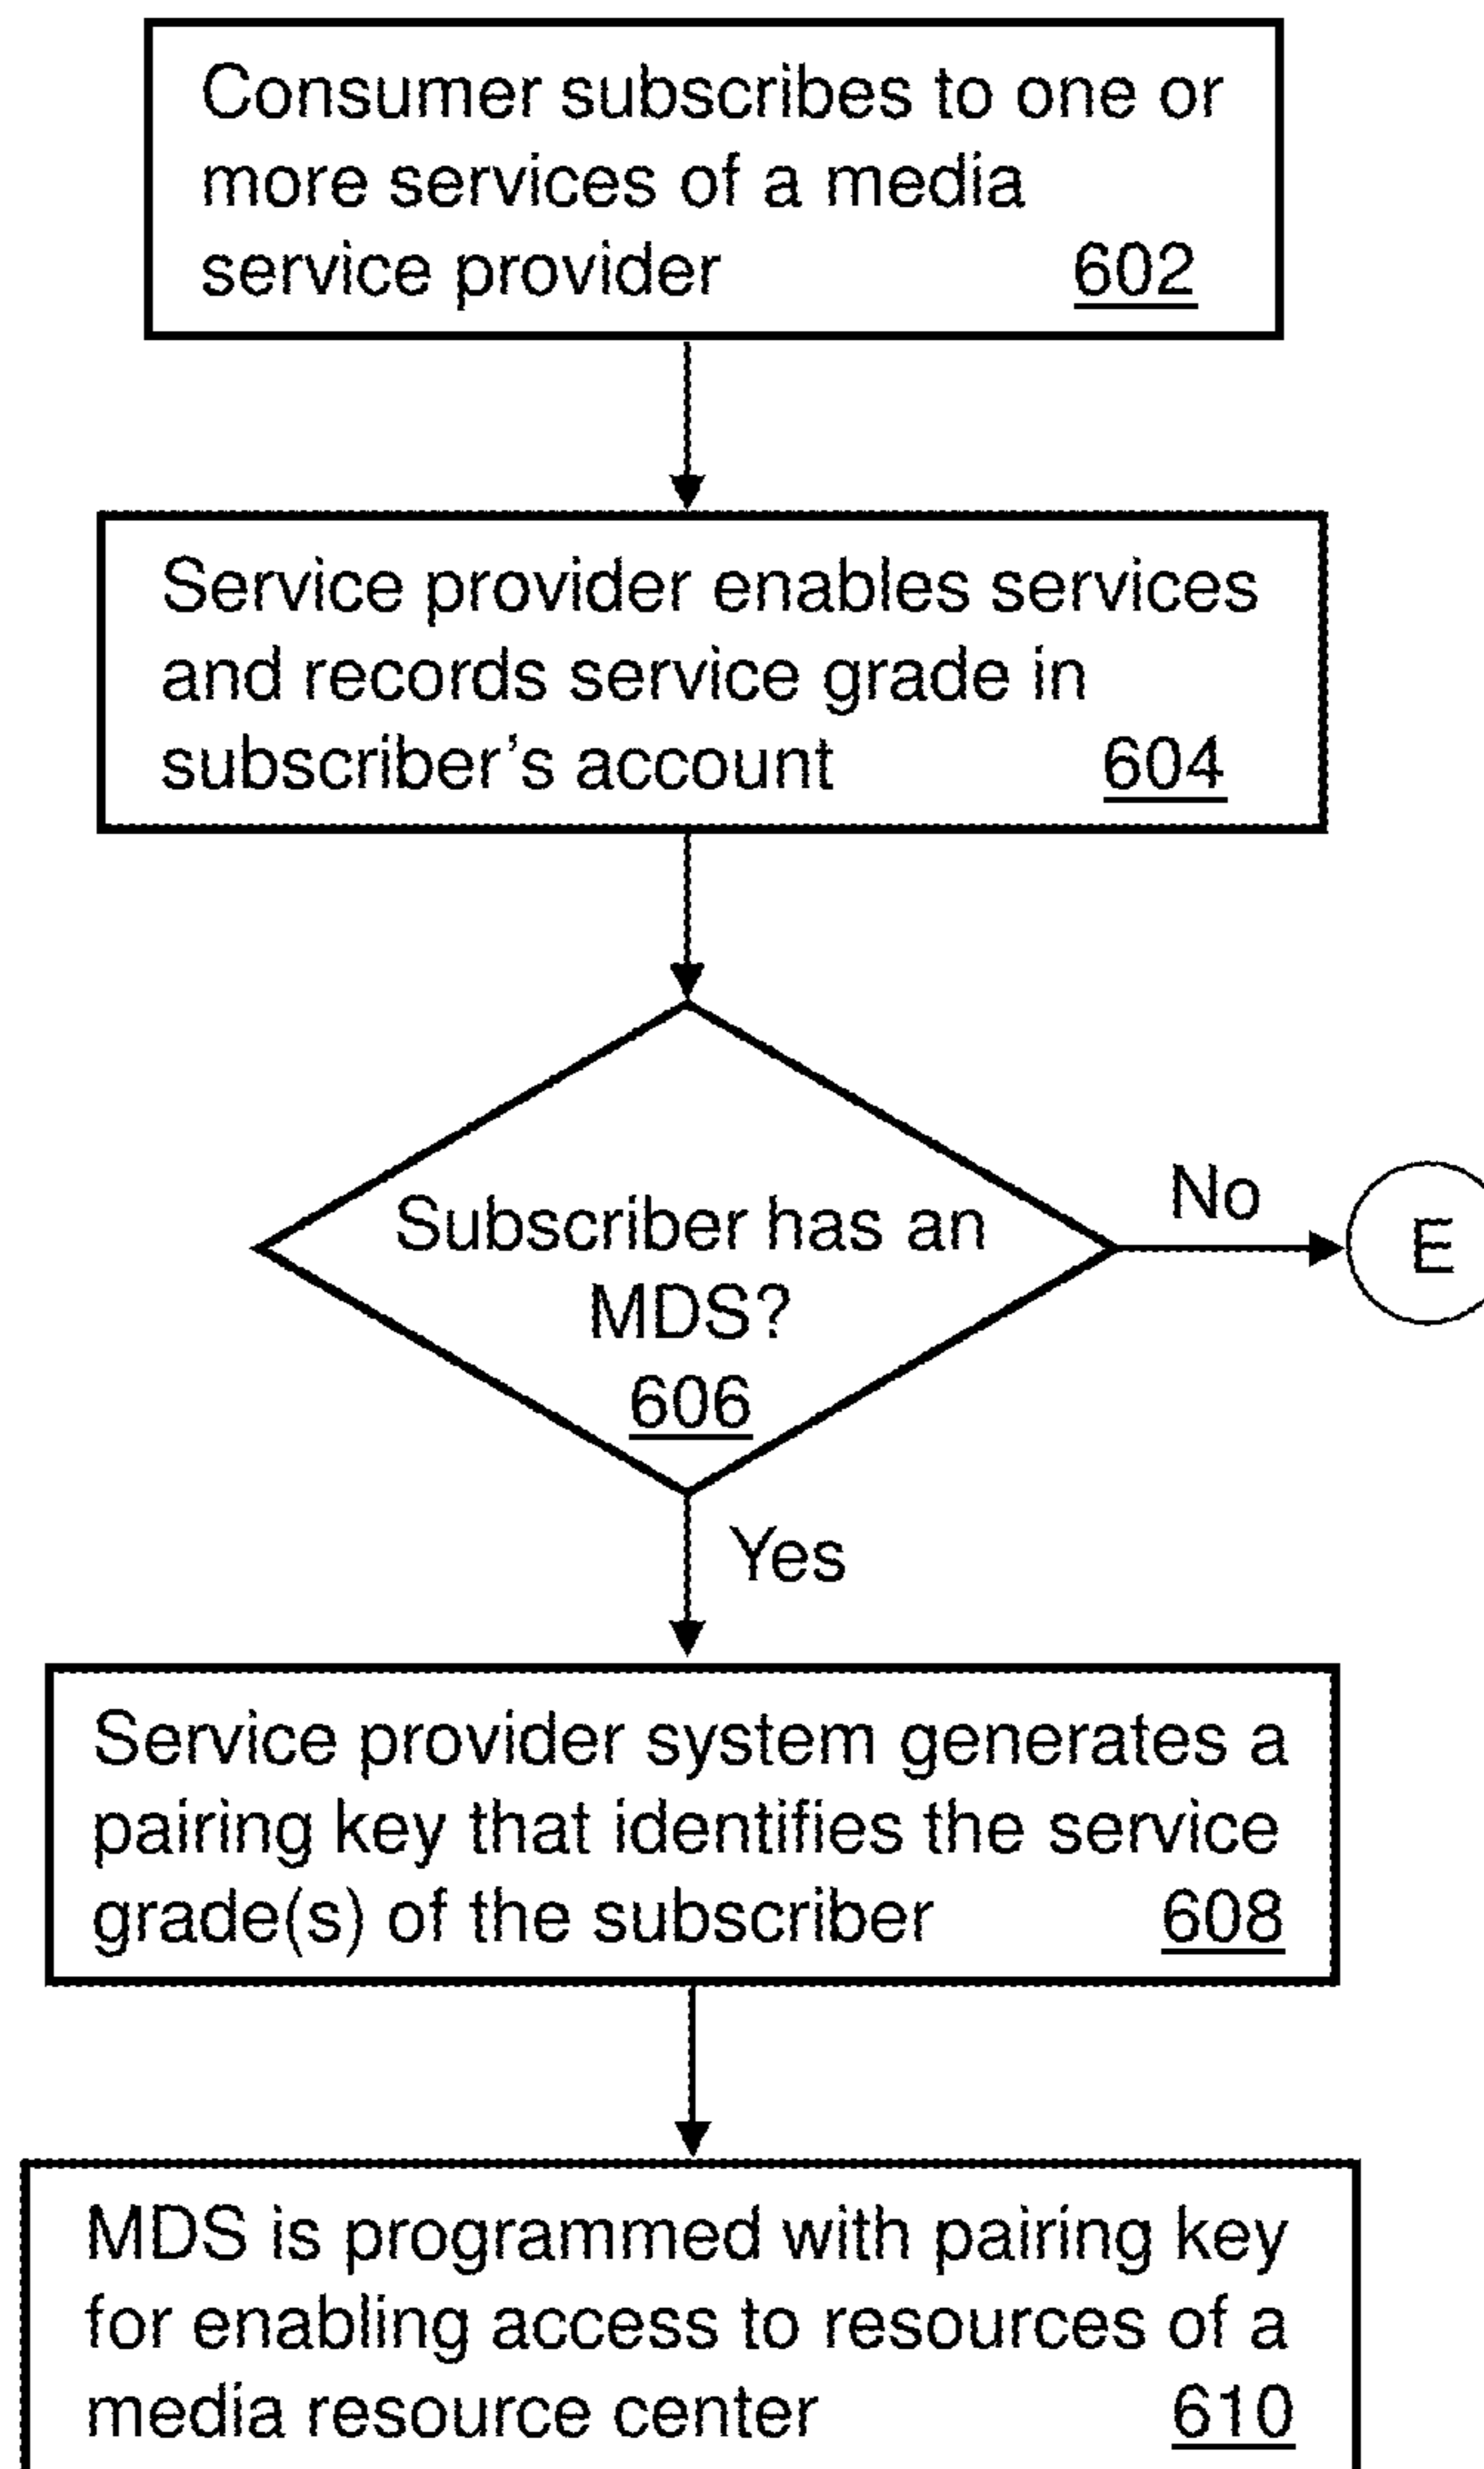 Consumer subscribes to one or
more services of a media
service provider 602
Service provider enables services
and records service grade in
subscriber's account 604
Subscriber has an
MDS?
606
No
E
Yes
Service provider system generates a
pairing key that identifies the service
grade(s) of the subscriber 608
MDS is programmed with pairing key
for enabling access to resources of a
media resource center 610